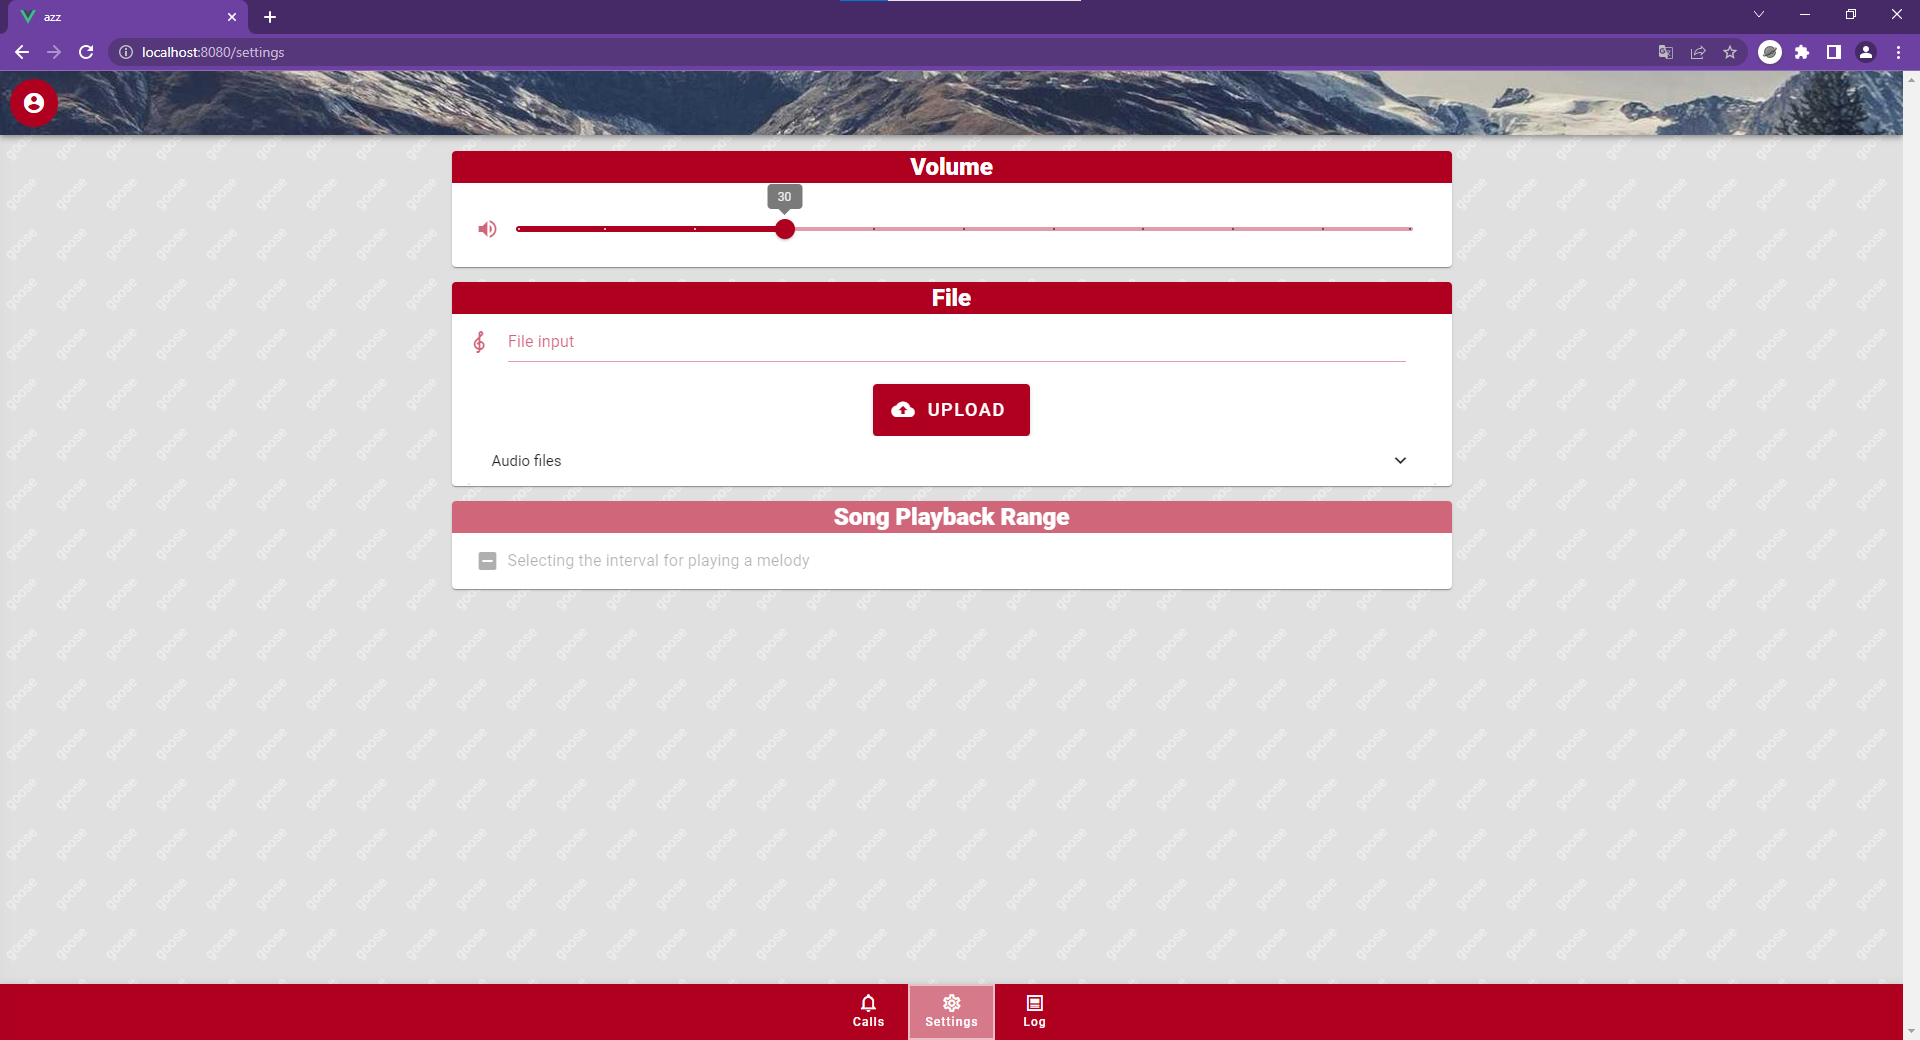 azz
localhost:8080/settings
Volume
30
File
File input
UPLOAD
Audio files
Song Playback Range
Selecting the interval for playing a melody
goose
Calls
Settings
Log